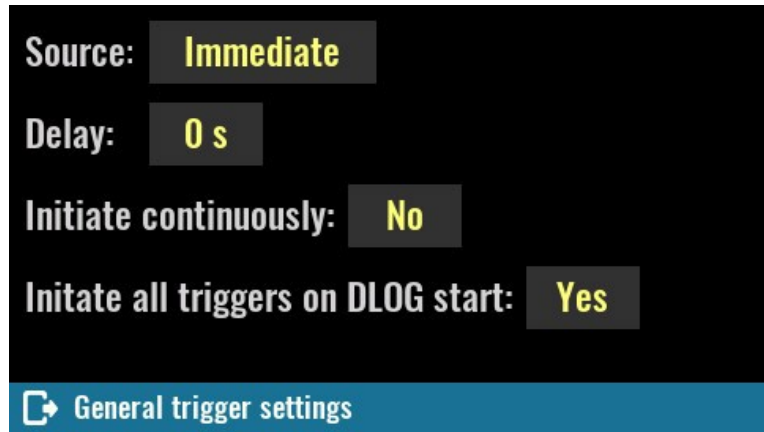 Source: Immediate
Delay: 0 s
Initiate continuously: No
Initate all triggers on DLOG start: Yes
General trigger settings